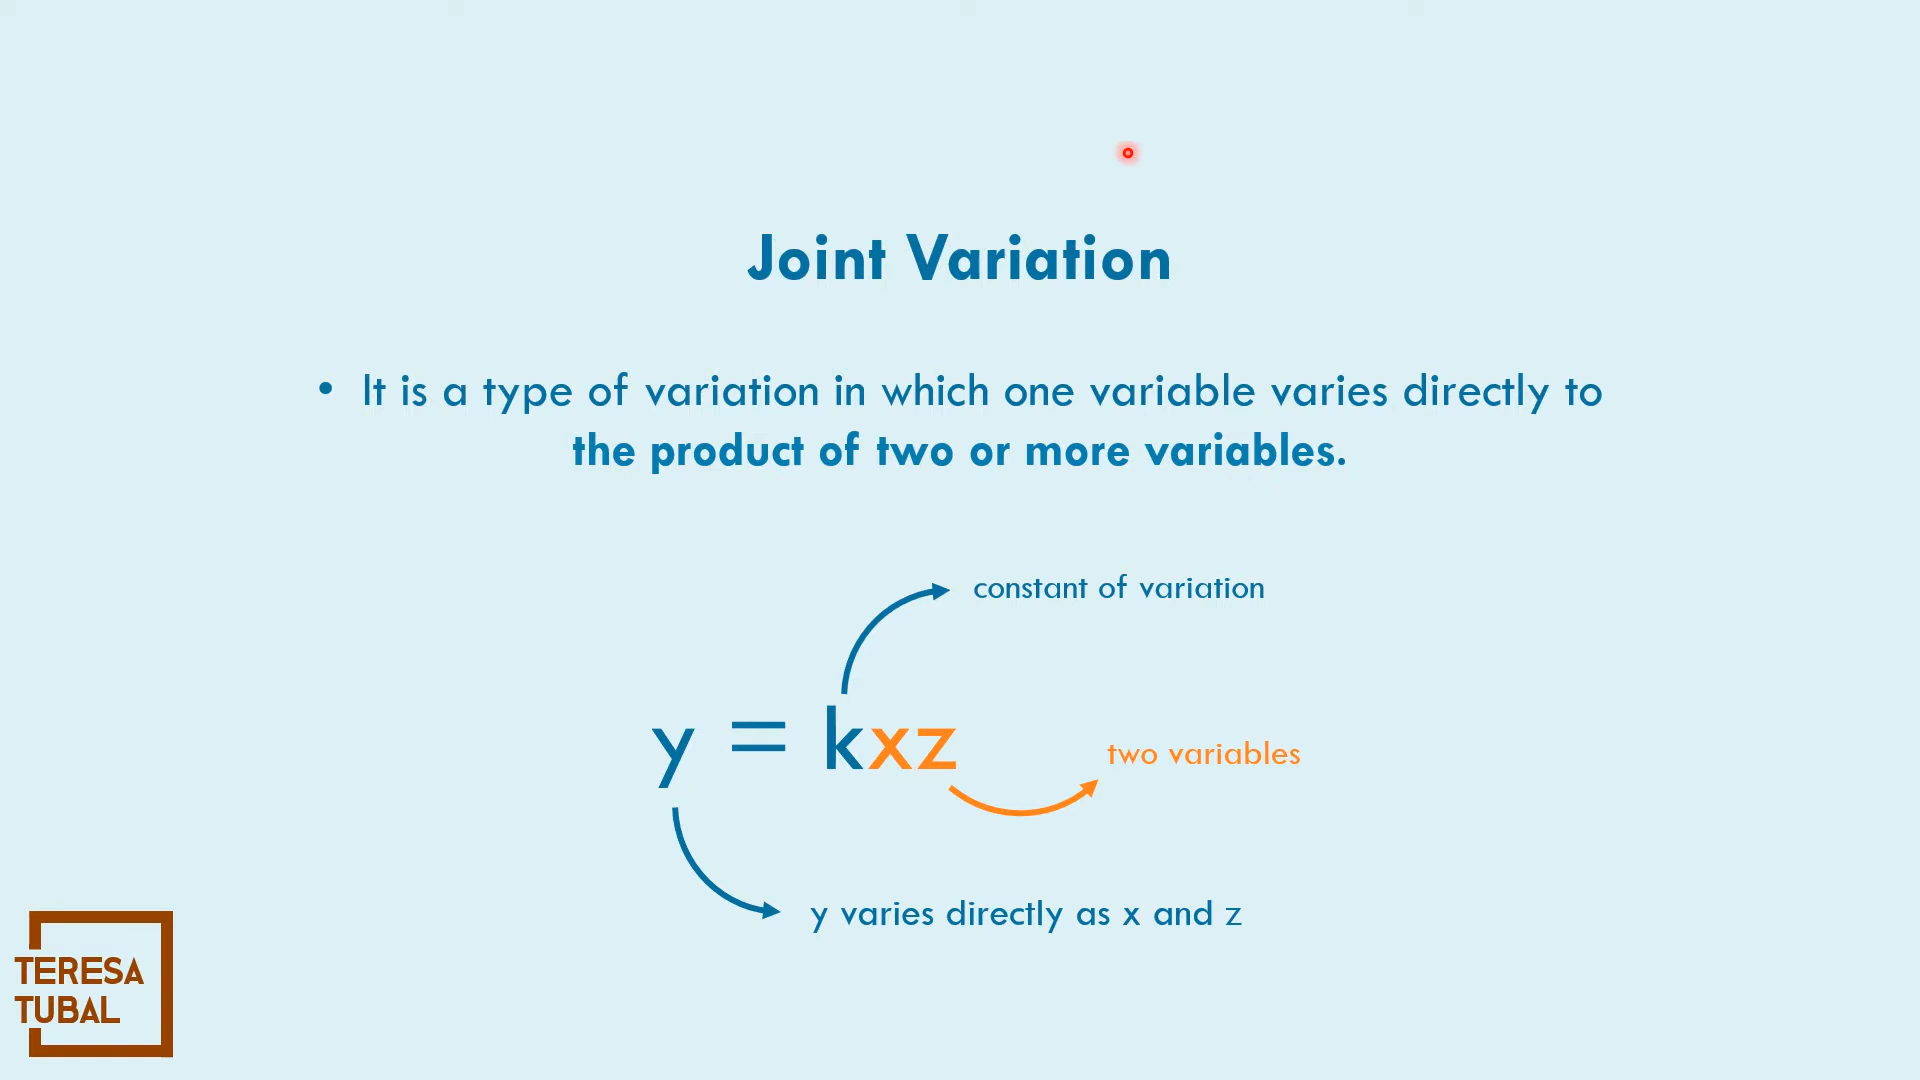 Joint Variation
• It is a type of variation in which one variable varies directly to
the product of two or more variables.
constant of variation
y = kxz
two variables
y varies directly as x and z
TERESA
TUBAL